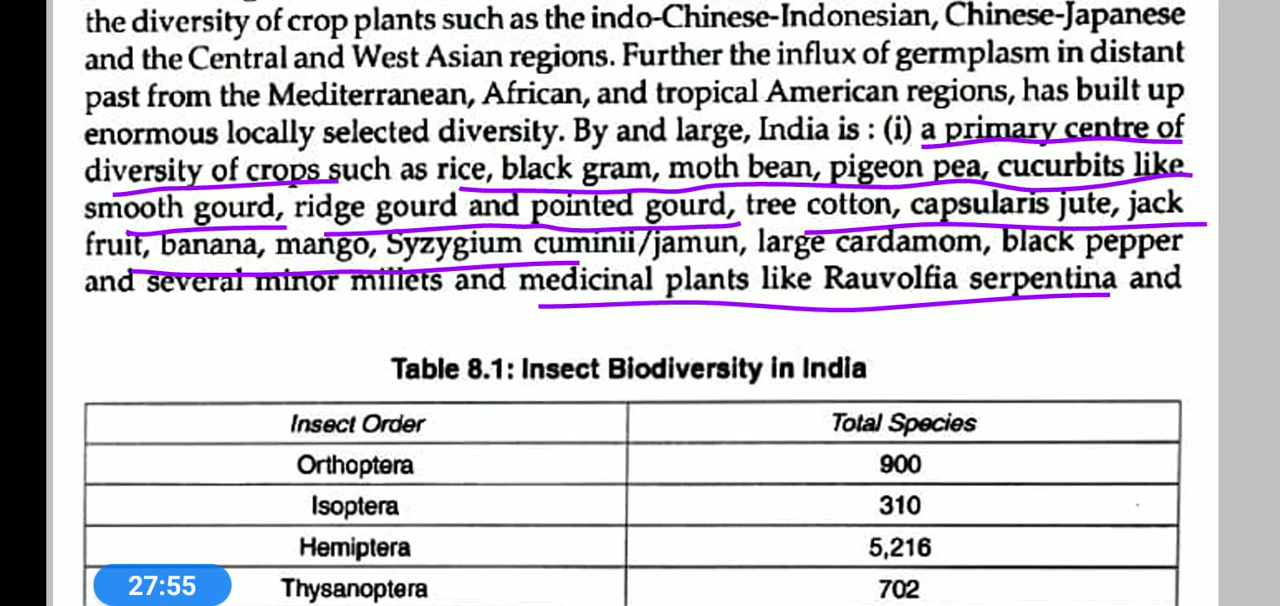 the diversity of crop plants such as the indo-Chinese-Indonesian, Chinese-Japanese
and the Central and West Asian regions. Further the influx of germplasm in distant
past from the Mediterranean, African, and tropical American regions, has built up
enormous locally selected diversity. By and large, India is : (i) a primary centre of
diversity of crops such as rice, black gram, moth bean, pigeon pea, cucurbits like
smooth gourd, ridge gourd and pointed gourd, tree cotton, capsularis jute, jack
fruit, banana, mango, Syzygium cuminii/jamun, large cardamom, black pepper
and several minor millets and medicinal plants like Rauvolfia serpentina and
Table 8.1: Insect Biodiversity in India
Insect Order Total Species
Orthoptera 900
Isoptera 310
Hemiptera 5,216
Thysanoptera 702
27:55